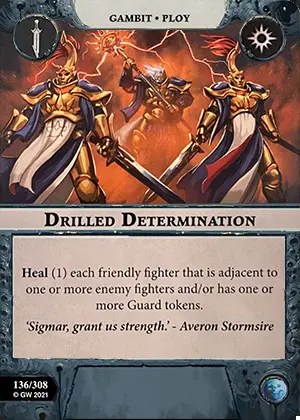 GAMBIT • PLOY
DRILLED DETERMINATION
Heal (1) each friendly fighter that is adjacent to
one or more enemy fighters and/or has one or
more Guard tokens.
‘Sigmar, grant us strength.’ - Averon Stormsire
136/308
© GW 2021